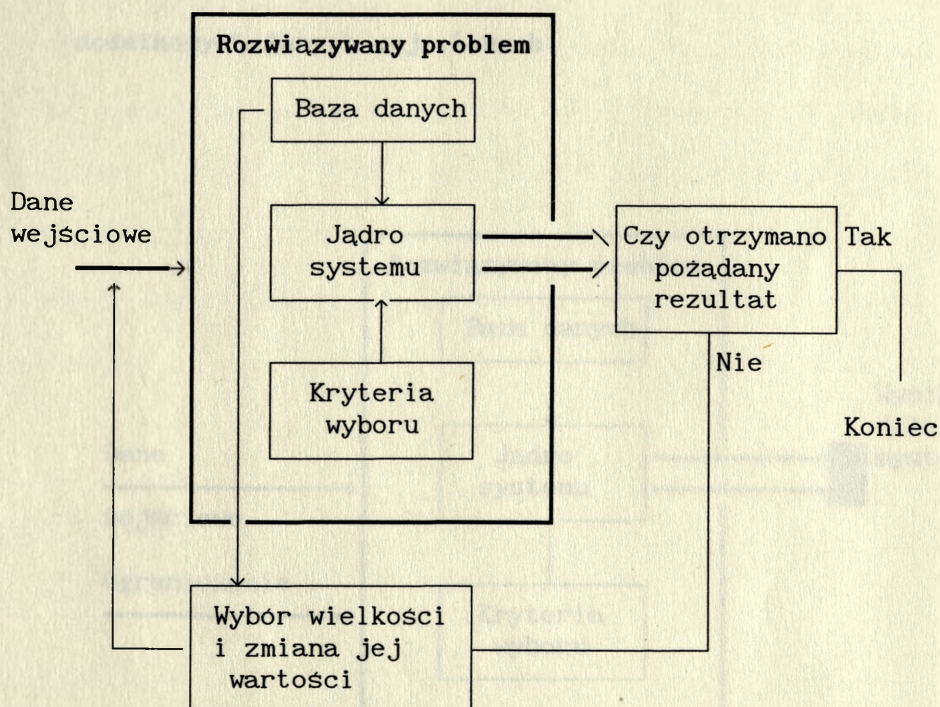 Rozwiązywany problem
Baza danych
Dane
wejściowe
Jądro
systemu
Czy otrzymano
poządany
rezultat
Tak
Nie
Kryteria
wyboru
Koniec
Wybór wielkości
i zmiana jej
wartości